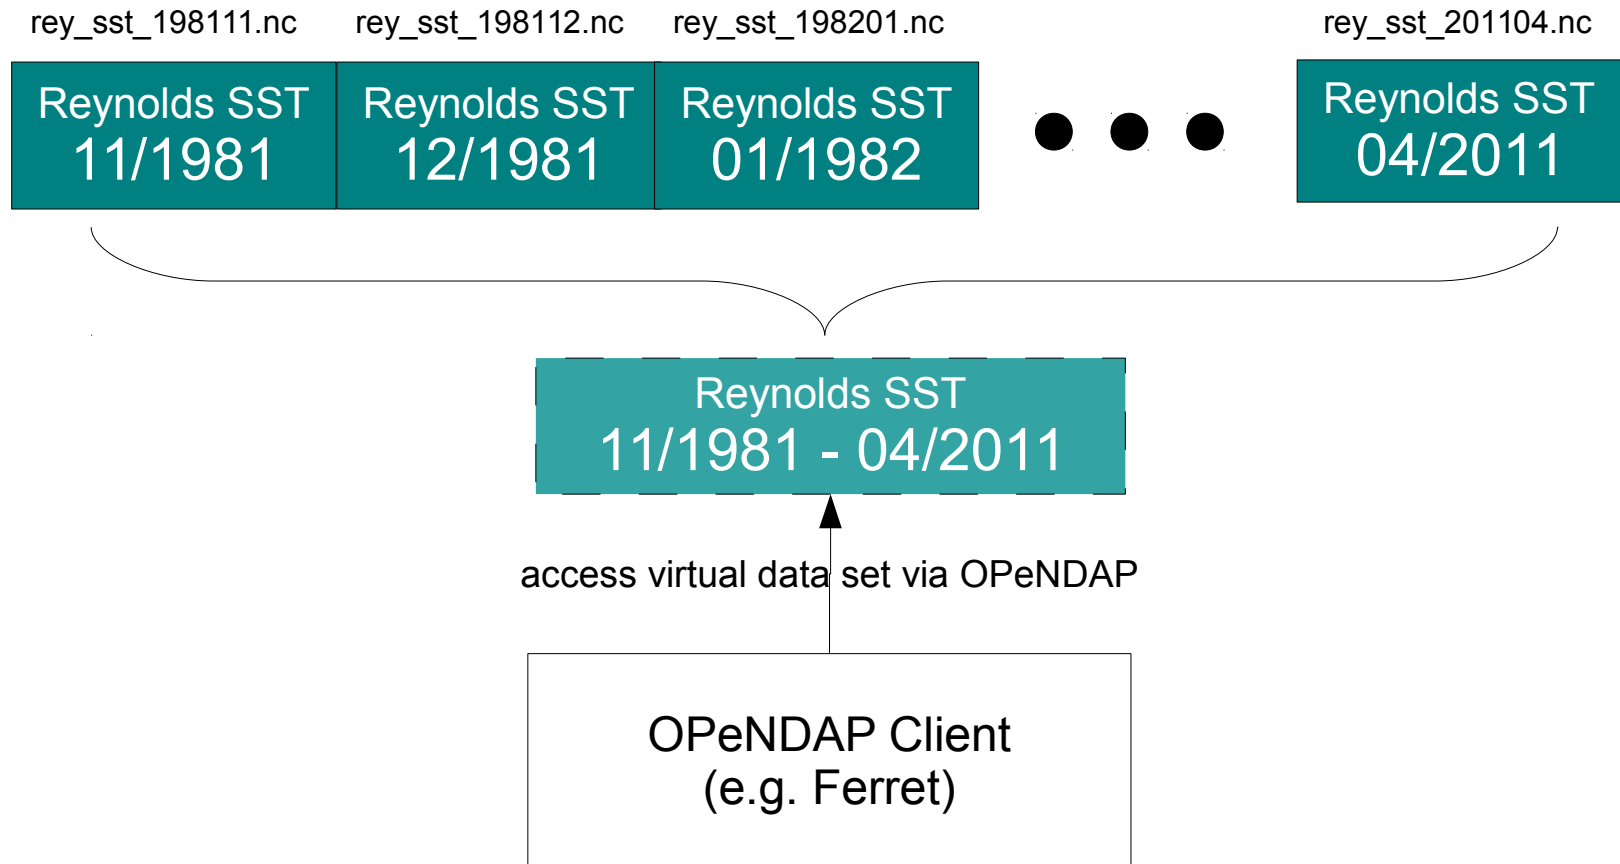 rey_sst_198111.nc
rey_sst_198112.nc
rey_sst_198201.nc
rey_sst_201104.nc
Reynolds SST
11/1981
Reynolds SST
12/1981
Reynolds SST
01/1982
Reynolds SST
04/2011
Reynolds SST
11/1981 - 04/2011
access virtual data set via OPeNDAP
OPeNDAP Client
(e.g. Ferret)